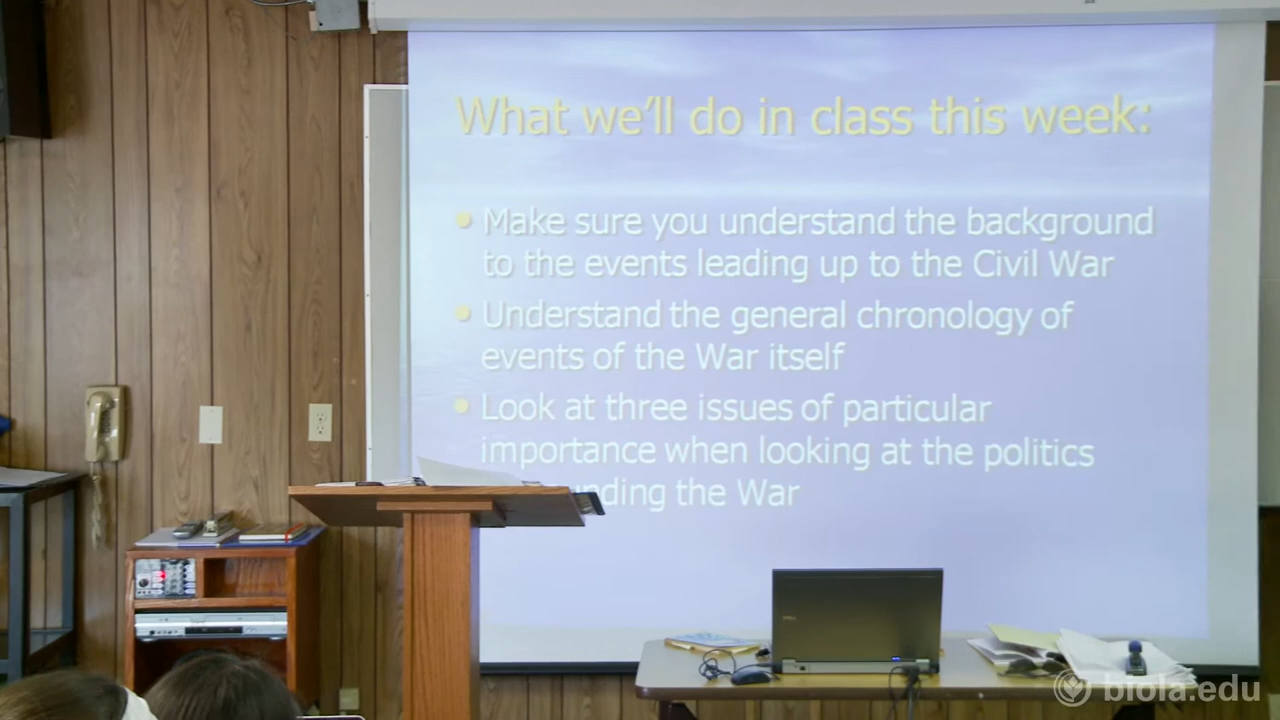 What we'll do in class this week:
Make sure you understand the background
to the events leading up to the Civil War
Understand the general chronology of
events of the War itself
Look at three issues of particular
importance when looking at the politics
unding the War
DELL
biola.edu